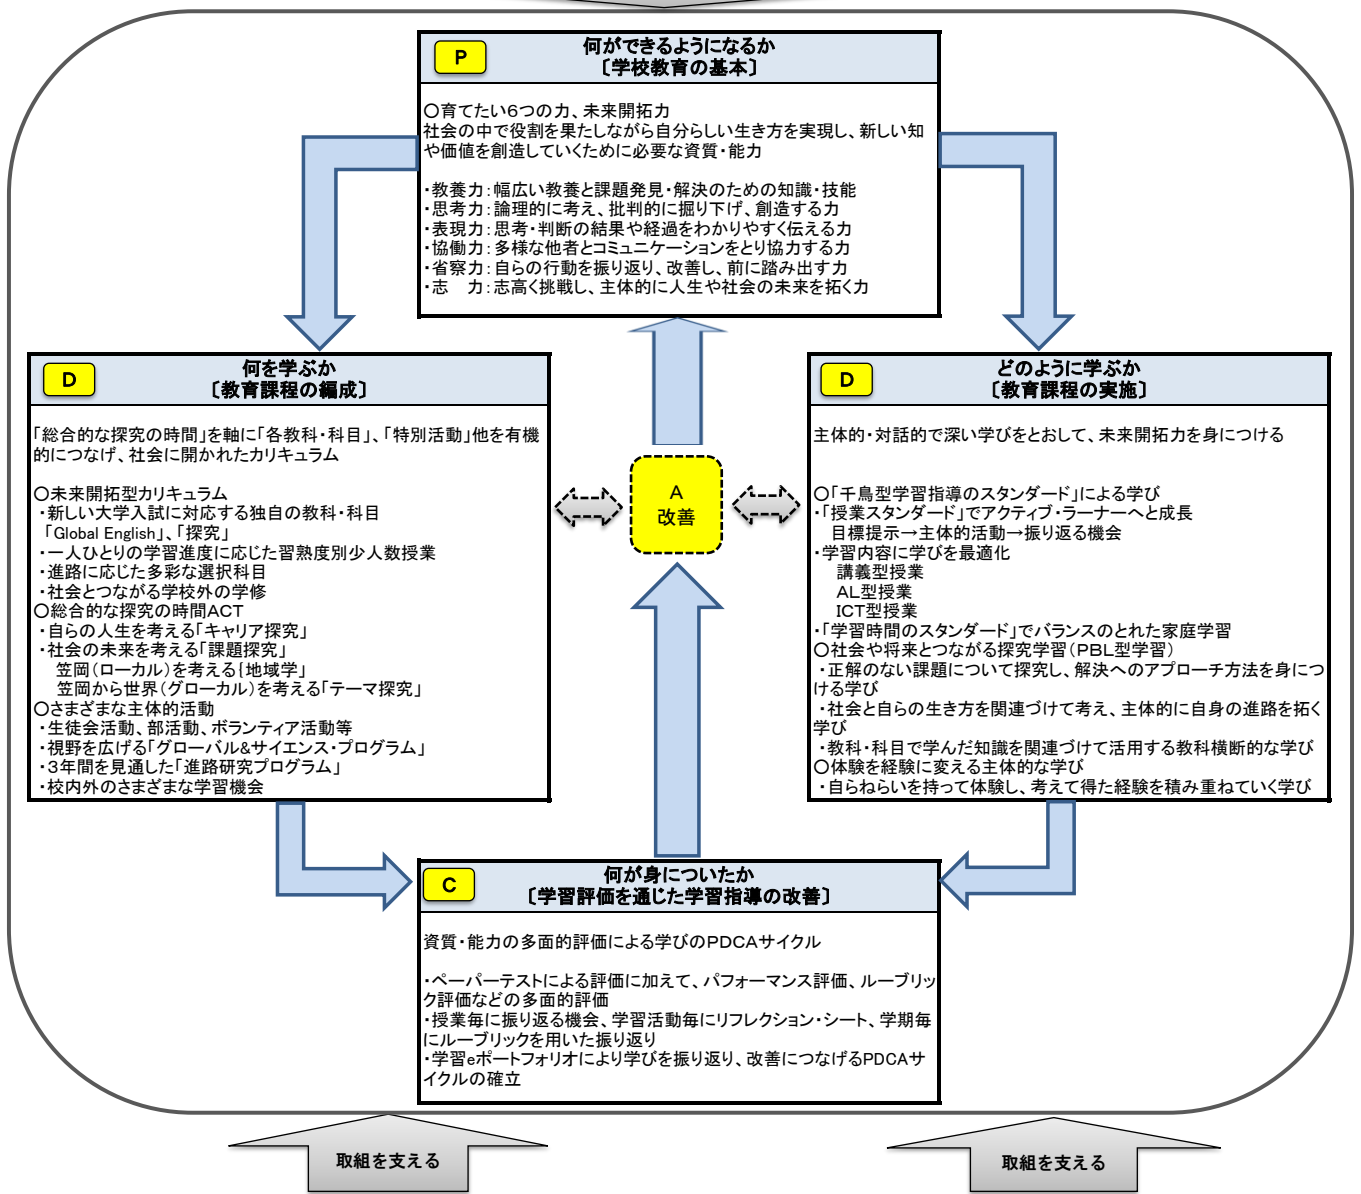 P
何ができるようになるか
〔学校教育の基本〕
○育てたい６つの力、未来開拓力
社会の中で役割を果たしながら自分らしい生き方を実現し、新しい知
や価値を創造していくために必要な資質・能力
・教養力：幅広い教養と課題発見・解決のための知識・技能
・思考力：論理的に考え、批判的に掘り下げ、創造する力
・表現力：思考・判断の結果や経過をわかりやすく伝える力
・協働力：多様な他者とコミュニケーションをとり協力する力
・省察力：自らの行動を振り返り、改善し、前に踏み出す力
・志　力：志高く挑戦し、主体的に人生や社会の未来を拓く力
D
何を学ぶか
〔教育課程の編成〕
「総合的な探究の時間」を軸に「各教科・科目」、「特別活動」他を有機
的につなげ、社会に開かれたカリキュラム
○未来開拓型カリキュラム
・新しい大学入試に対応する独自の教科・科目
「Global English」、「探究」
・一人ひとりの学習進度に応じた習熟度別少人数授業
・進路に応じた多彩な選択科目
・社会とつながる学校外の学修
○総合的な探究の時間ACT
・自らの人生を考える「キャリア探究」
・社会の未来を考える「課題探究」
笠岡（ローカル）を考える{地域学」
笠岡から世界（グローカル）を考える「テーマ探究」
○さまざまな主体的活動
・生徒会活動、部活動、ボランティア活動等
・視野を広げる「グローバル&サイエンス・プログラム」
・３年間を見通した「進路研究プログラム」
・校内外のさまざまな学習機会
A
改善
D
どのように学ぶか
〔教育課程の実施〕
主体的・対話的で深い学びをとおして、未来開拓力を身につける
○「千鳥型学習指導のスタンダード」による学び
・「授業スタンダード」でアクティブ・ラーナーへと成長
目標提示→主体的活動→振り返る機会
・学習内容に学びを最適化
講義型授業
AL型授業
ICT型授業
・「学習時間のスタンダード」でバランスのとれた家庭学習
○社会や将来とつながる探究学習（PBL型学習）
・正解のない課題について探究し、解決へのアプローチ方法を身につ
ける学び
・社会と自らの生き方を関連づけて考え、主体的に自身の進路を拓く
学び
・教科・科目で学んだ知識を関連づけて活用する教科横断的な学び
○体験を経験に変える主体的な学び
・自らねらいを持って体験し、考えて得た経験を積み重ねていく学び
C
何が身についたか
〔学習評価を通じた学習指導の改善〕
資質・能力の多面的評価による学びのPDCAサイクル
・ペーパーテストによる評価に加えて、パフォーマンス評価、ルーブリッ
ク評価などの多面的評価
・授業毎に振り返る機会、学習活動毎にリフレクション・シート、学期毎
にルーブリックを用いた振り返り
・学習eポートフォリオにより学びを振り返り、改善につなげるPDCAサ
イクルの確立
取組を支える
取組を支える